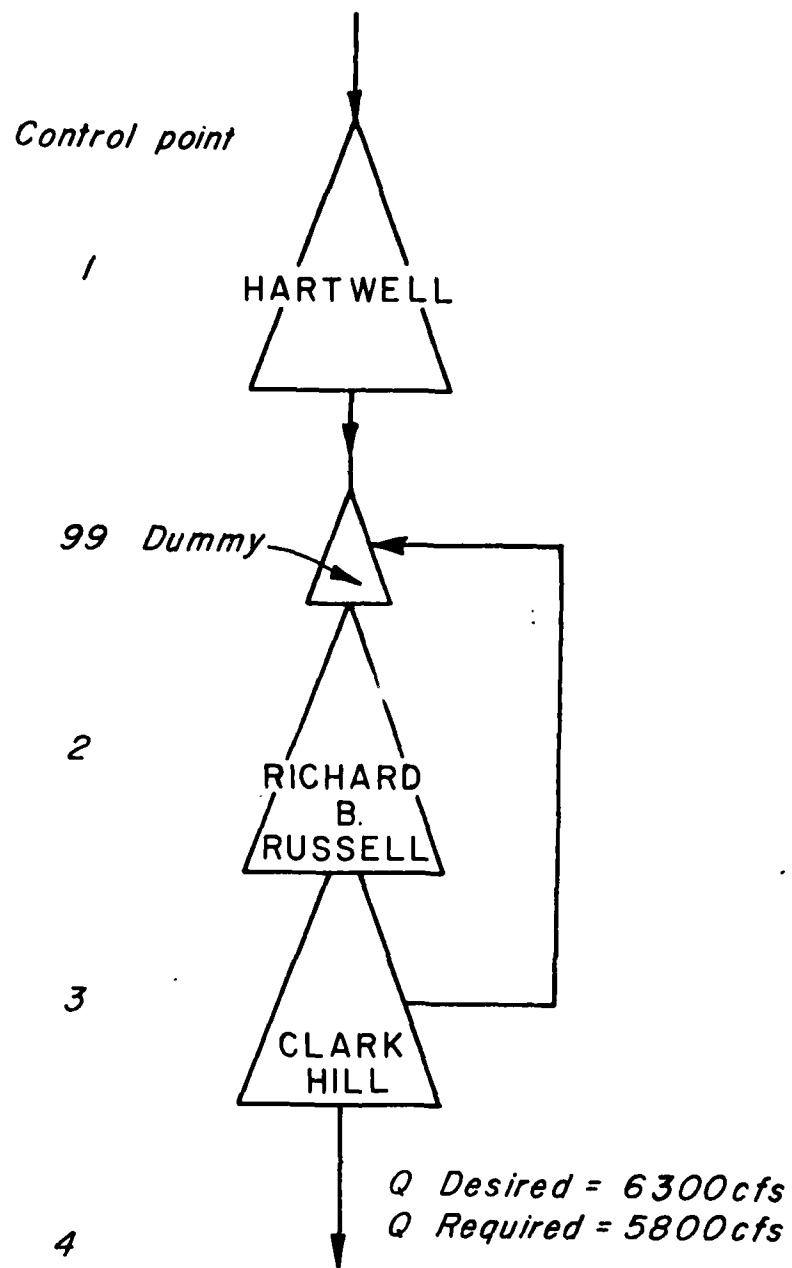 Control point
1
HARTWELL
99 Dummy
2
RICHARD
B.
RUSSELL
3
CLARK
HILL
Q Desired = 6300cfs
Q Required = 5800cfs
4